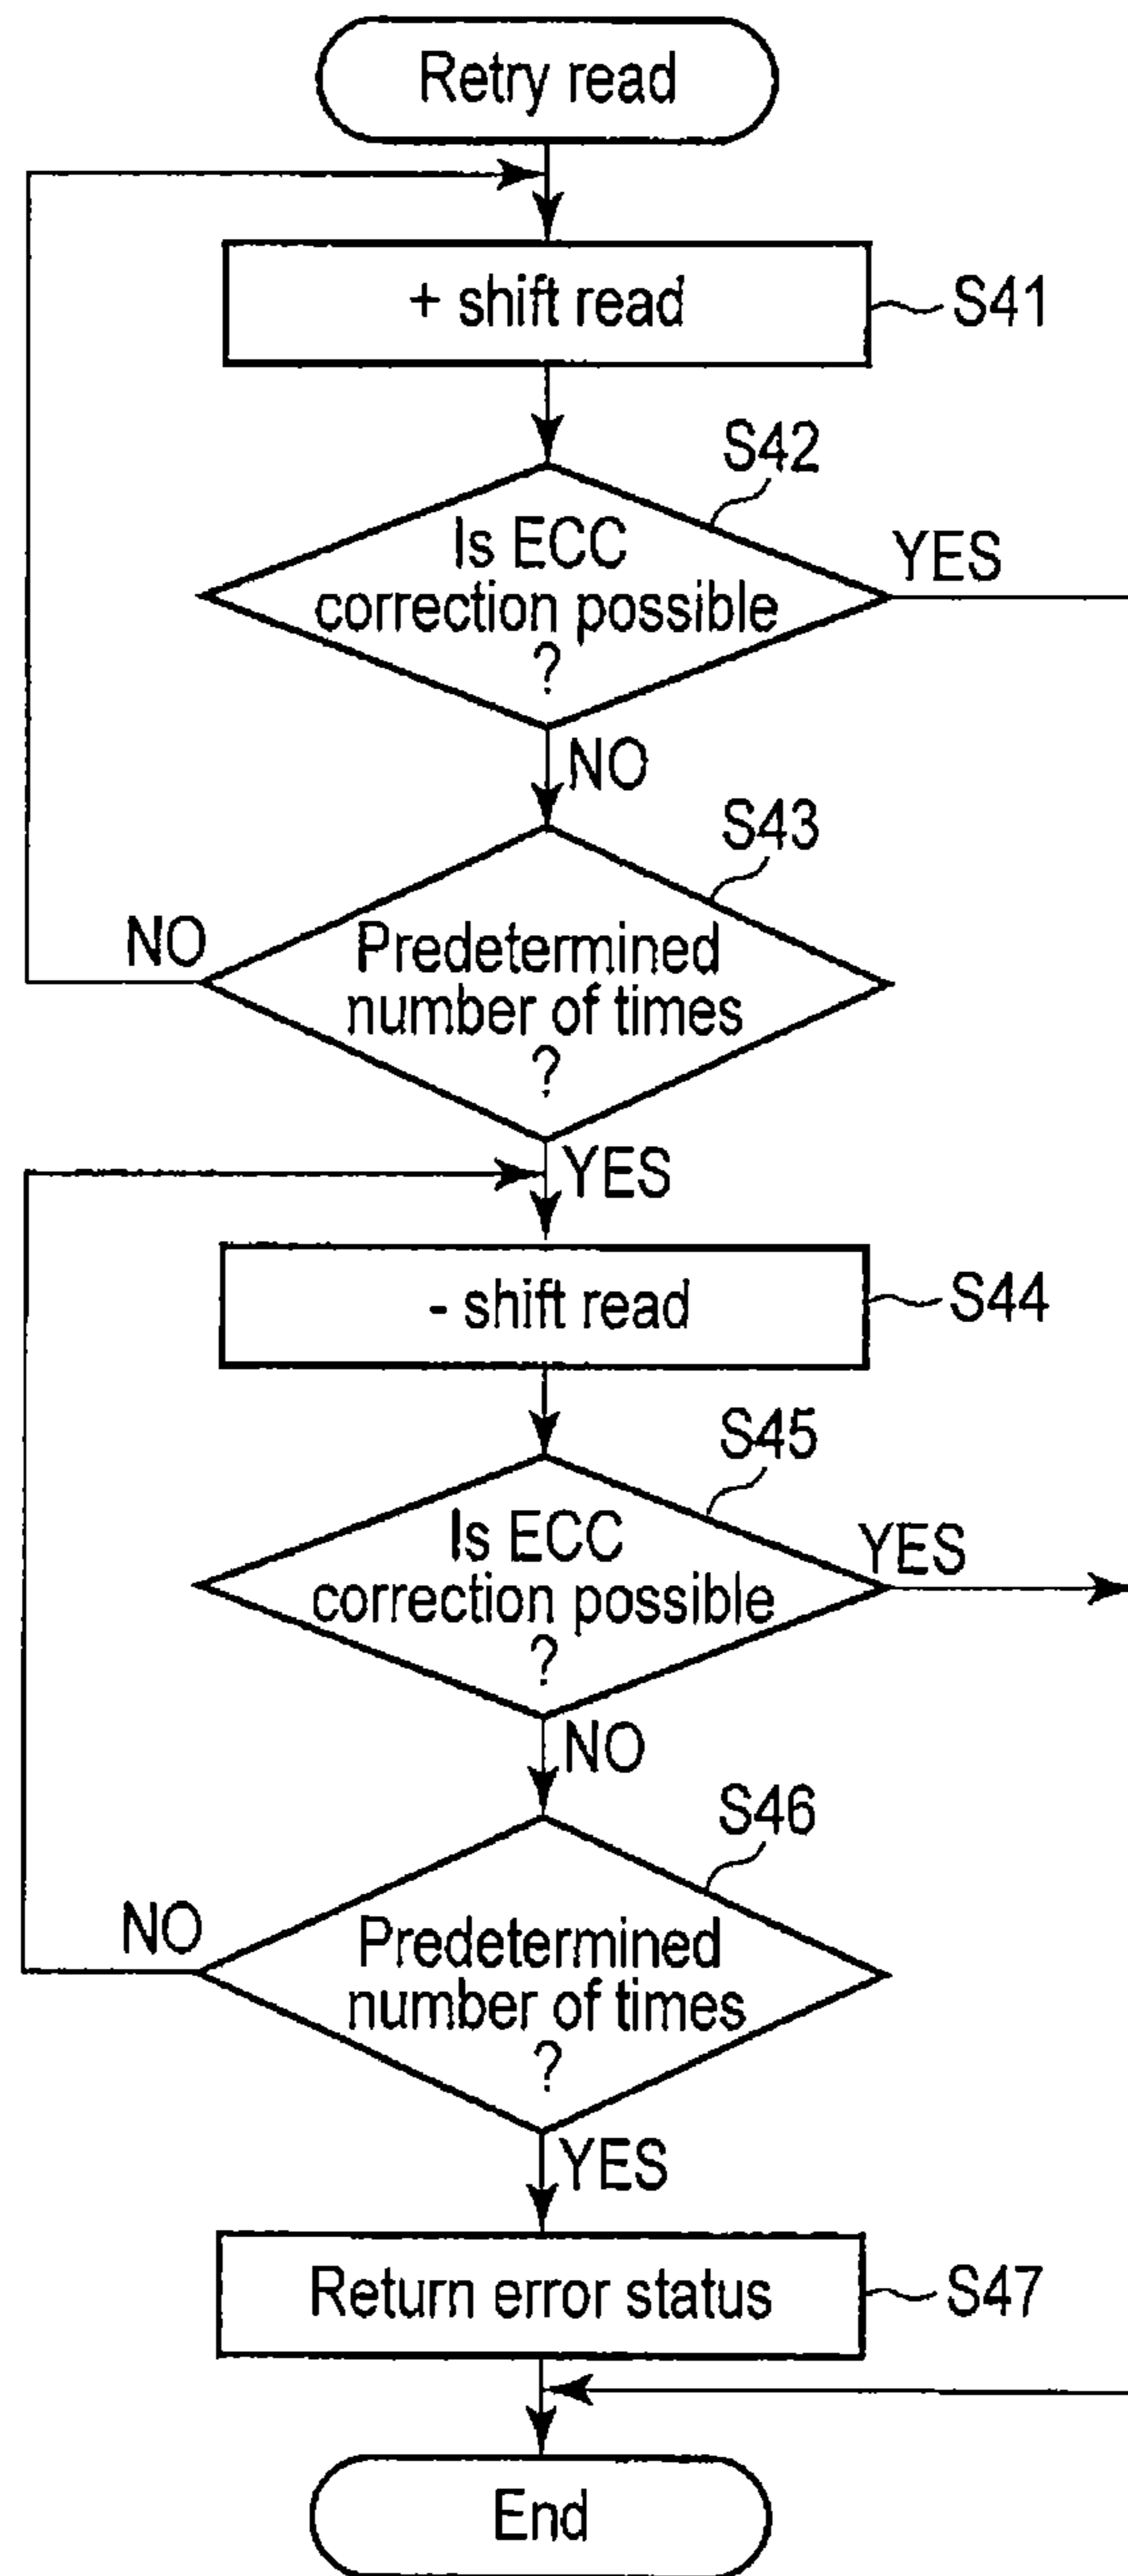 Retry read
+ shift read
S41
S42
Is ECC
correction possible
?
YES
NO
S43
Predetermined
number of times
?
NO
YES
- shift read
S44
S45
Is ECC
correction possible
?
YES
NO
S46
Predetermined
number of times
?
NO
YES
Return error status
S47
End